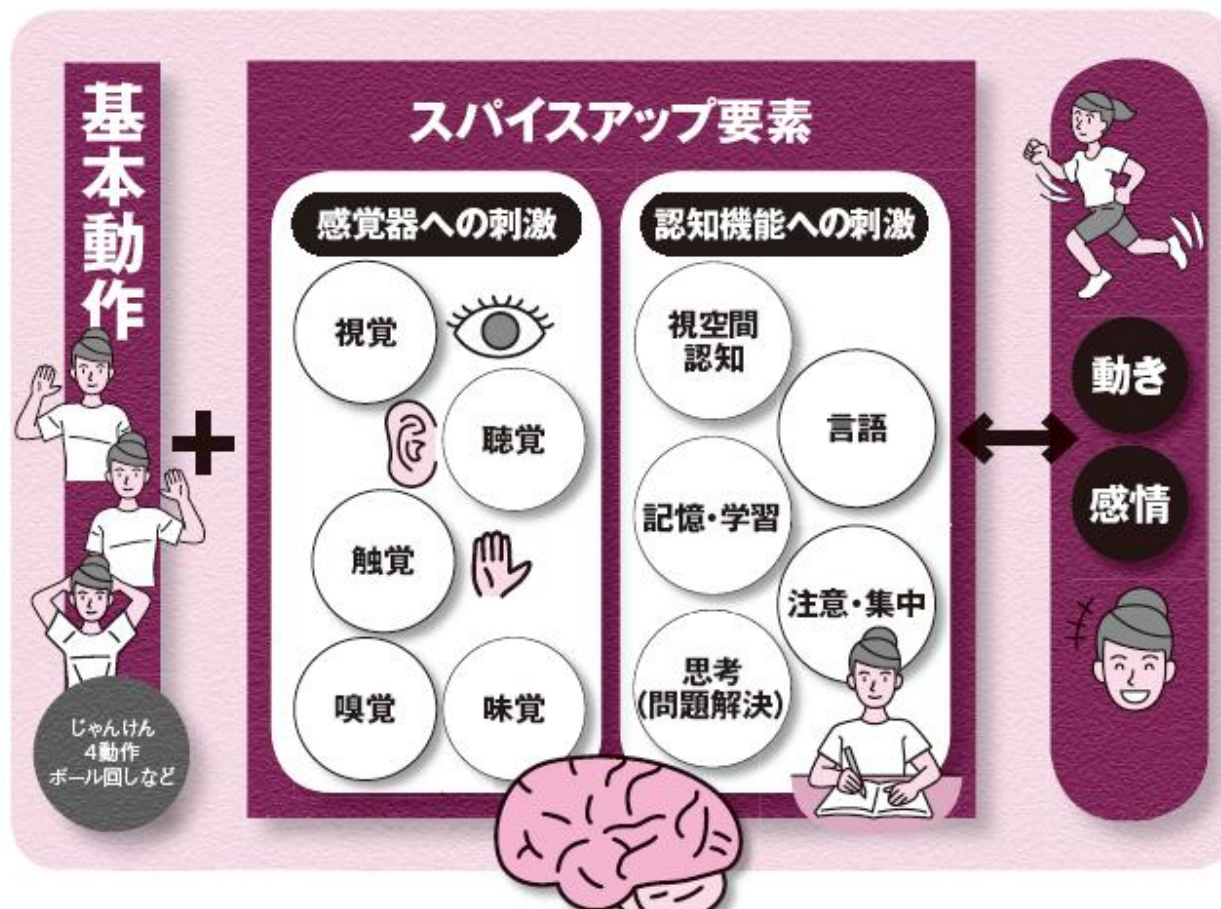 基本動作
じゃんけん
4動作
ボール回しなど
スパイスアップ要素
感覚器への刺激
視覚
聴覚
触覚
嗅覚
味覚
認知機能への刺激
視空間
認知
言語
記憶・学習
注意・集中
思考
(問題解決)
動き
感情